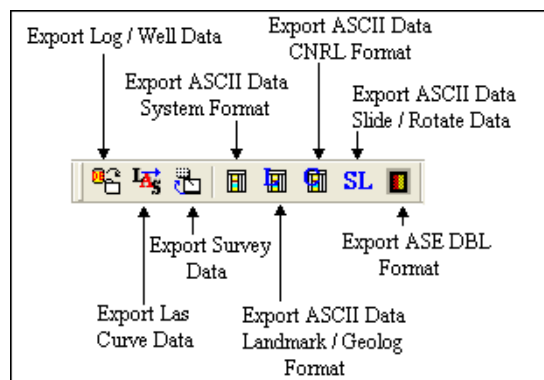 Export Log / Well Data
Export ASCII Data
CNRL Format
Export ASCII Data
System Format
Export ASCII Data
Slide / Rotate Data
LAS
L
C
SL
Export Survey
Data
Export ASE DBL
Format
Export Las
Curve Data
Export ASCII Data
Landmark / Geolog
Format